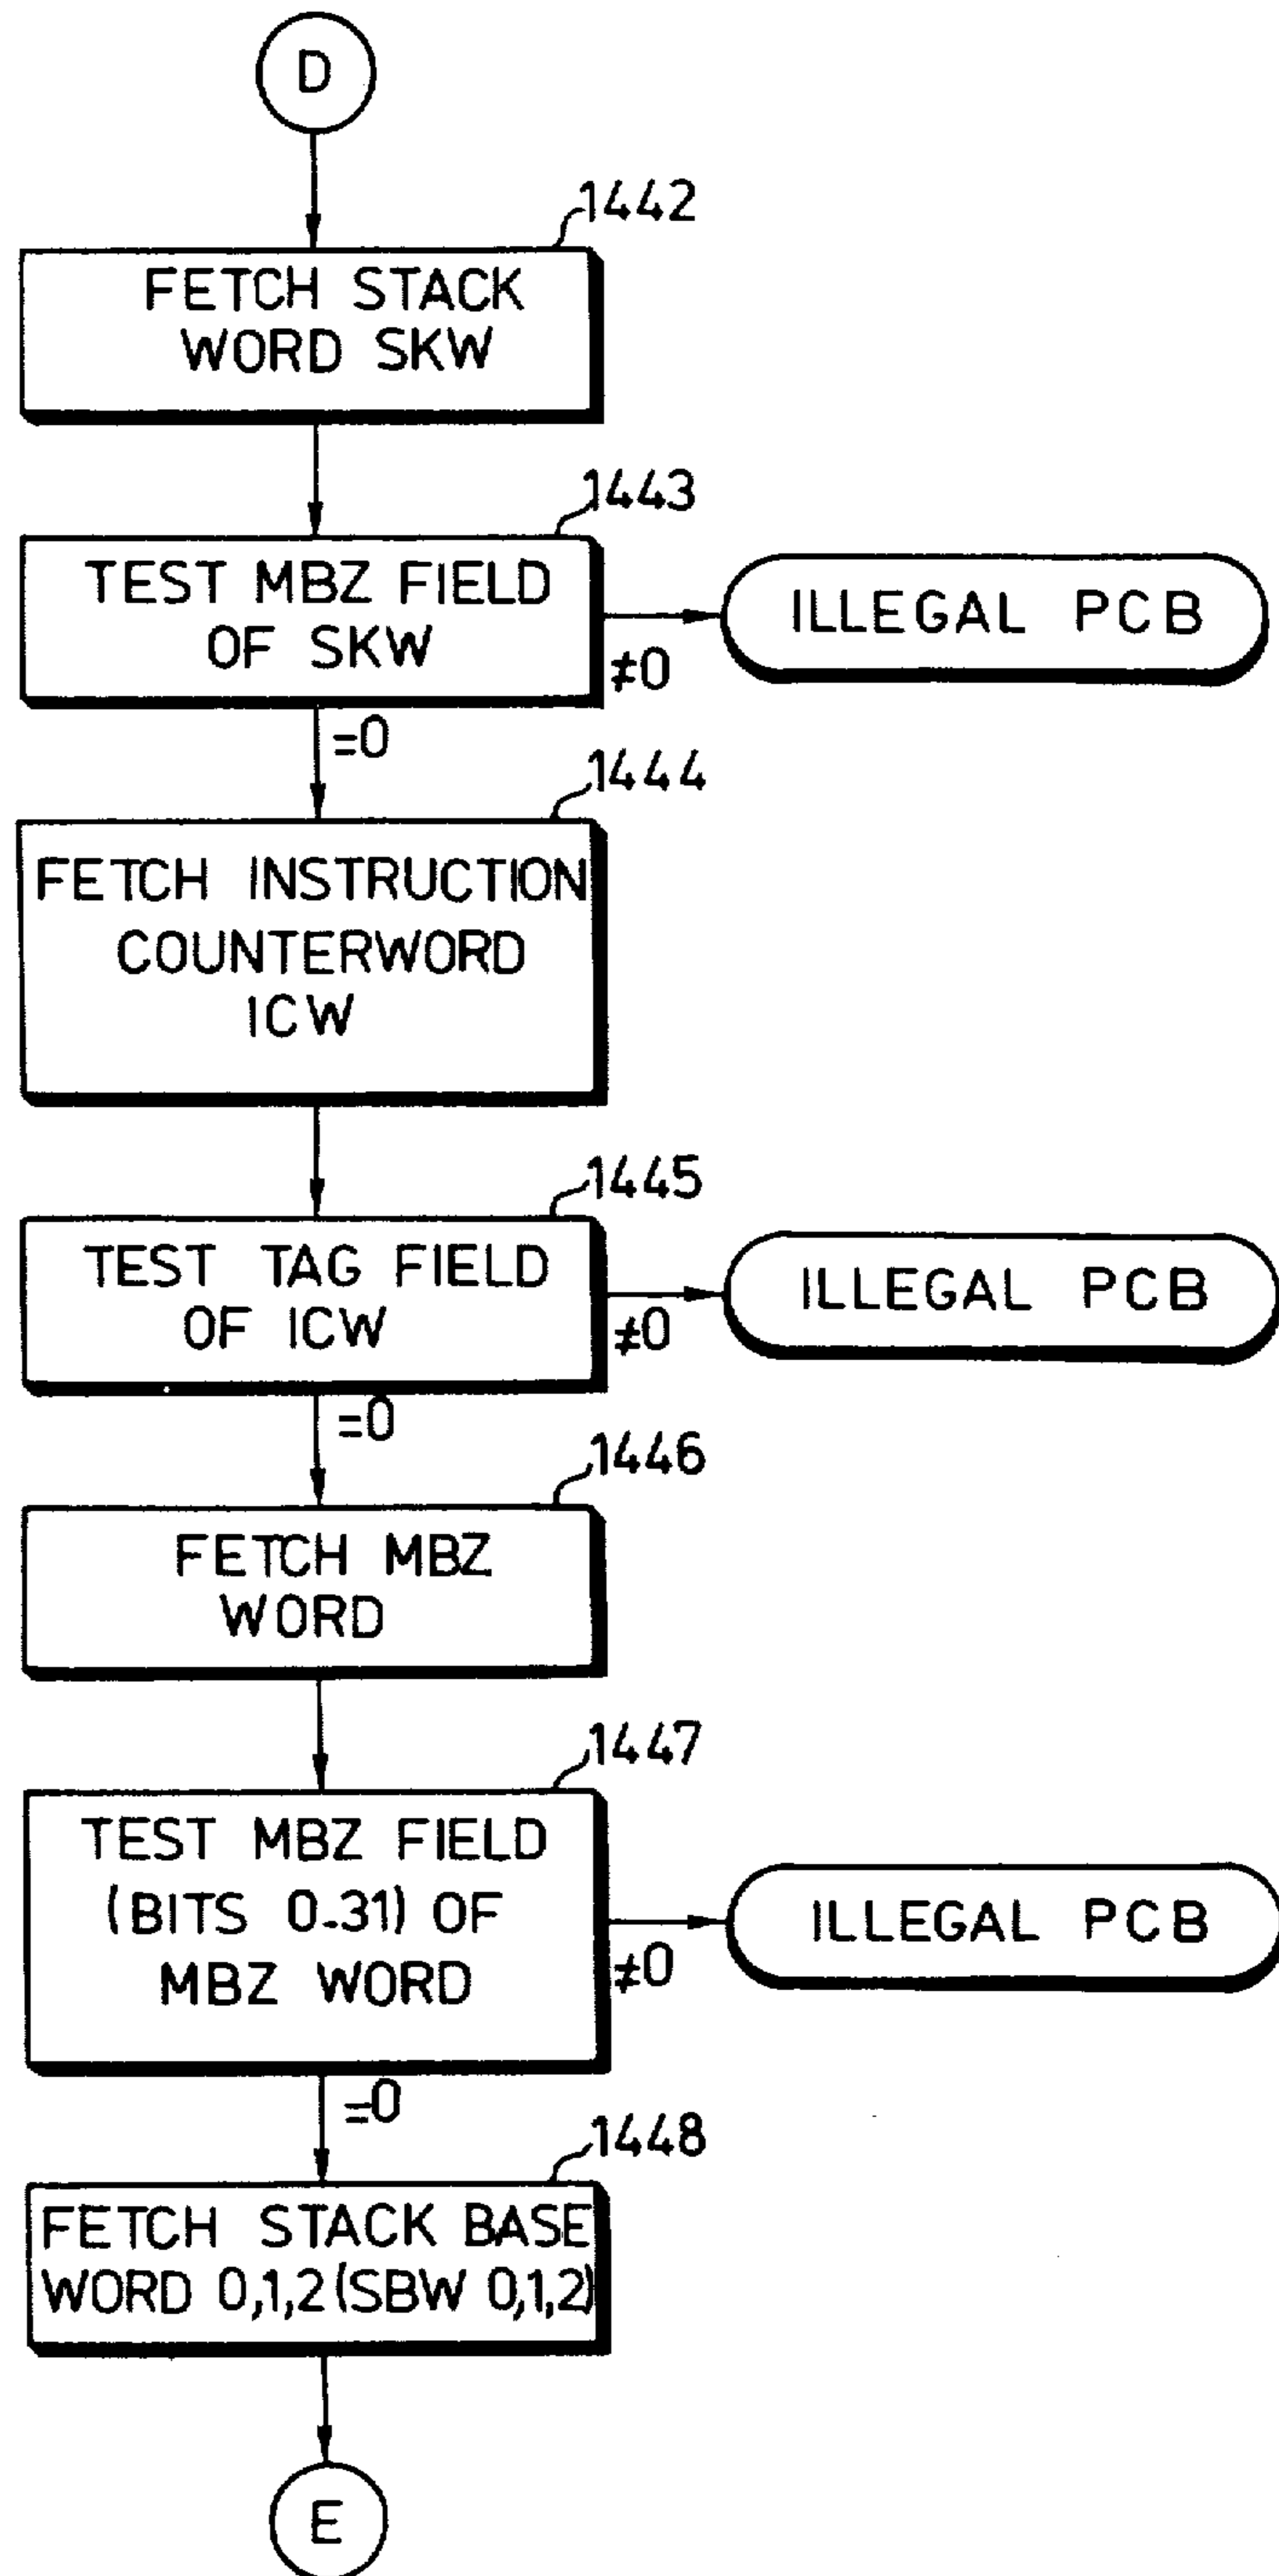 D
1442
FETCH STACK
WORD SKW
1443
TEST MBZ FIELD
OF SKW
≠0
ILLEGAL PCB
=0
1444
FETCH INSTRUCTION
COUNTERWORD
ICW
1445
TEST TAG FIELD
OF ICW
≠0
ILLEGAL PCB
=0
1446
FETCH MBZ
WORD
1447
TEST MBZ FIELD
(BITS 0-31) OF
MBZ WORD
≠0
ILLEGAL PCB
=0
1448
FETCH STACK BASE
WORD 0,1,2 (SBW 0,1,2)
E